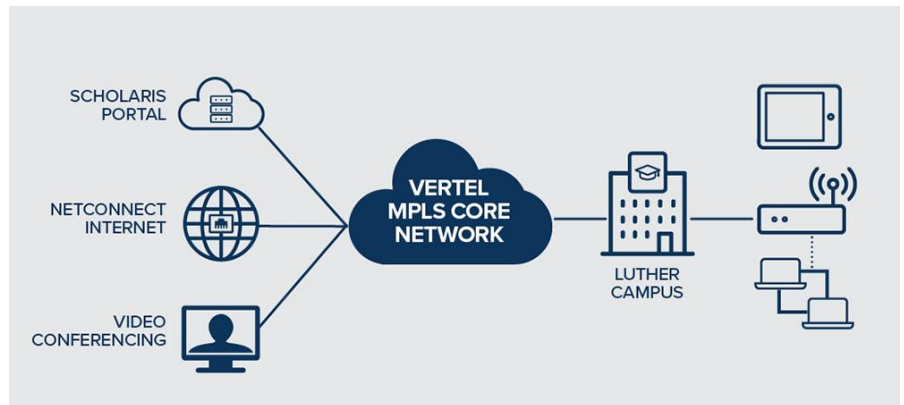 SCHOLARIS
PORTAL
NETCONNECT
INTERNET
VIDEO
CONFERENCING
VERTEL
MPLS CORE
NETWORK
LUTHER
CAMPUS